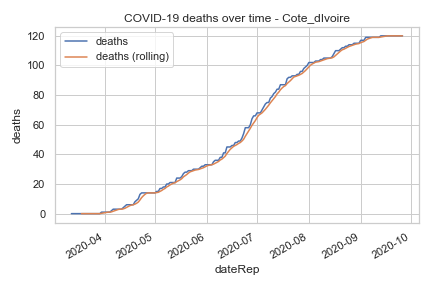 COVID-19 deaths over time - Cote_dIvoire
deaths
deaths (rolling)
120
100
80
60
40
20
0
deaths
2020-04
2020-05
2020-06
2020-07
2020-08
2020-09
2020-10
dateRep